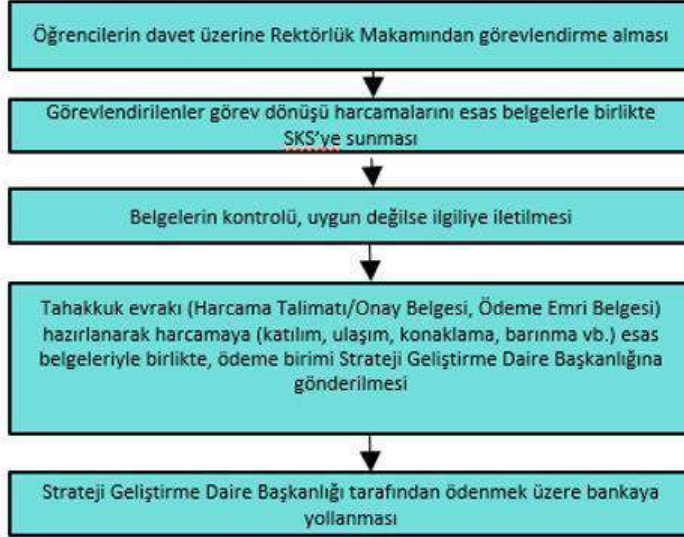 Öğrencilerin davet üzerine Rektörlük Makamından görevlendirme alması
Görevlendirilenler görev dönüşü harcamalarını esas belgelerle birlikte
SKS'ye sunması
Belgelerin kontrolü, uygun değilse ilgiliye iletilmesi
Tahakkuk evrakı (Harcama Talimatı/Onay Belgesi, Ödeme Emri Belgesi)
hazırlanarak harcamaya (katılım, ulaşım, konaklama, barınma vb.) esas
belgeleriyle birlikte, ödeme birimi Strateji Geliştirme Daire Başkanlığına
gönderilmesi
Strateji Geliştirme Daire Başkanlığı tarafından ödenmek üzere bankaya
yollanması